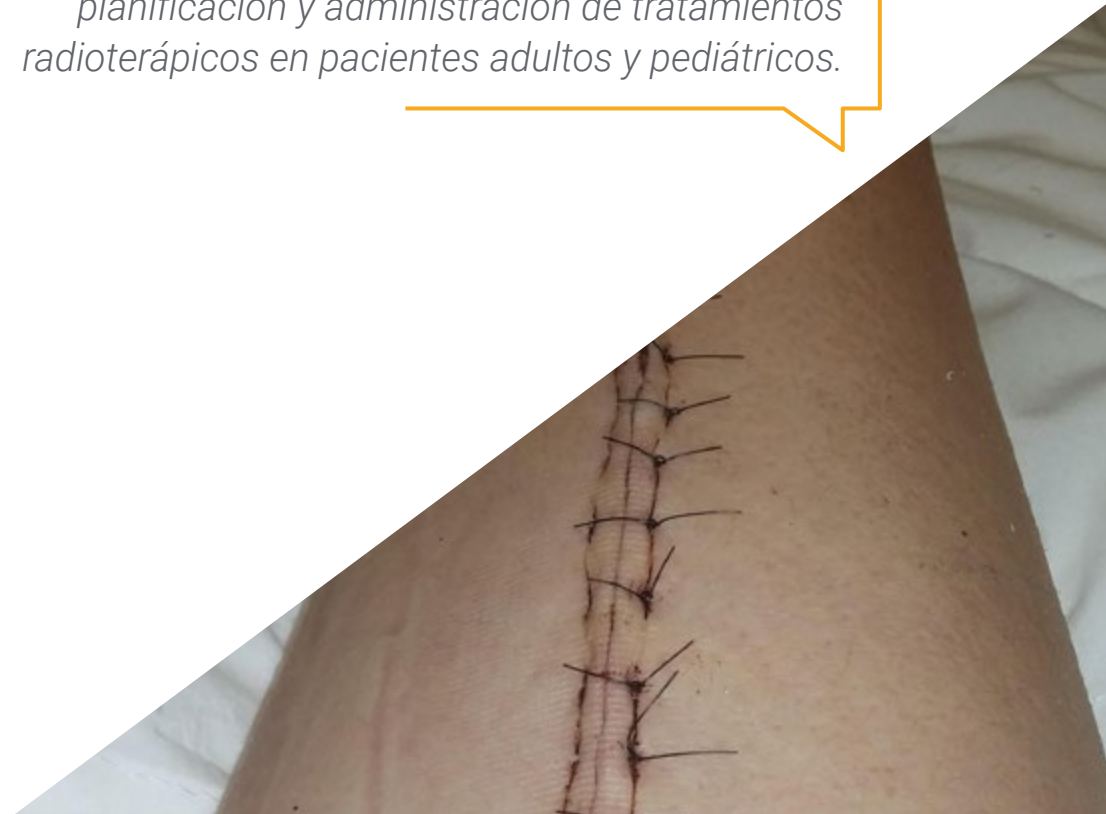 planificación y administración de tratamientos
radioterápicos en pacientes adultos y pediátricos.